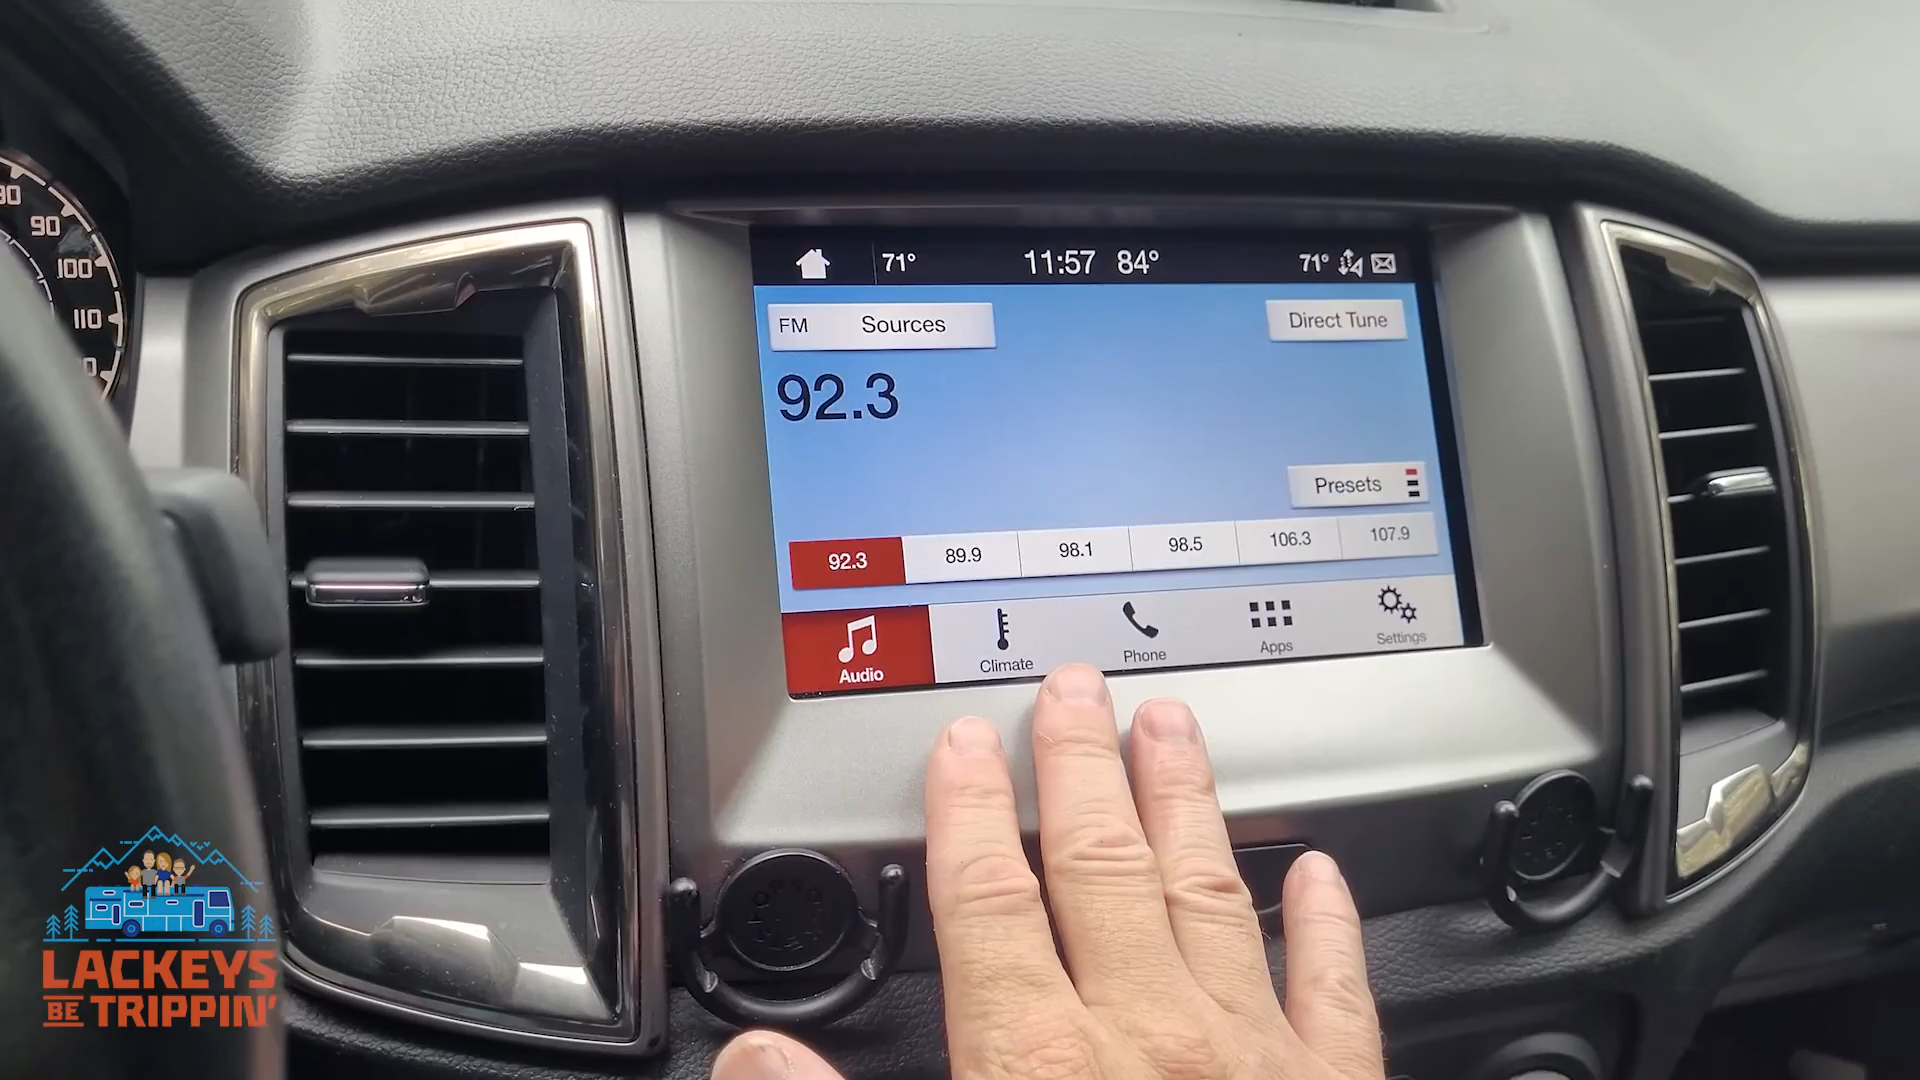 90
100
110
71° 11:57 84° 71°
FM Sources Direct Tune
92.3
Presets
92.3 89.9 98.1 98.5 106.3 107.9
Audio Climate Phone Apps Settings
LACKEYS
BE TRIPPIN'